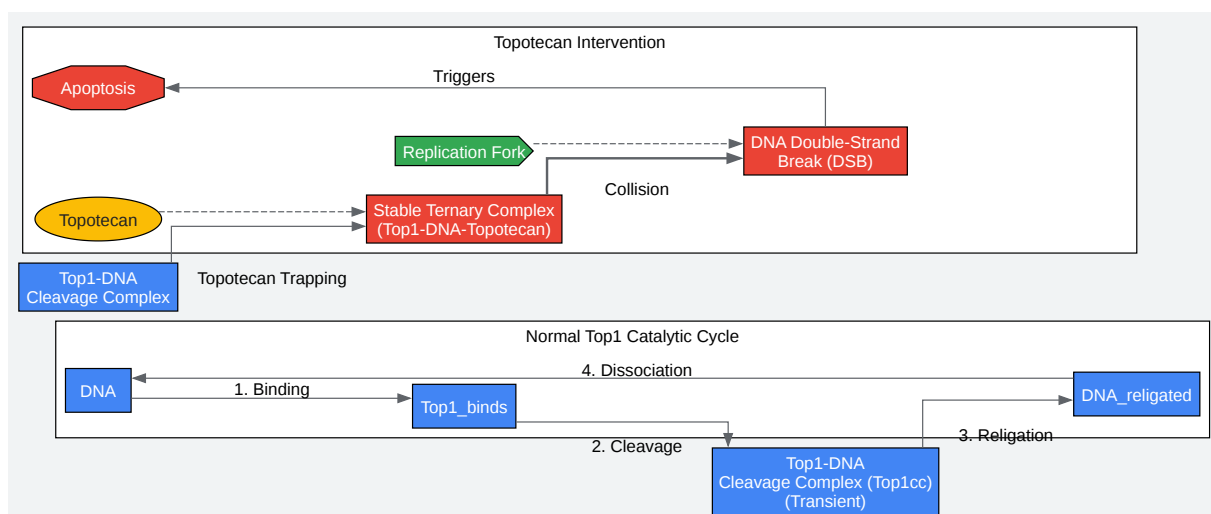 Topotecan Intervention
Triggers
Apoptosis
Replication Fork
DNA Double-Strand
Break (DSB)
Collision
Topotecan
Stable Ternary Complex
(Top1-DNA-Topotecan)
Top1-DNA
Cleavage Complex
Topotecan Trapping
Normal Top1 Catalytic Cycle
4. Dissociation
DNA
1. Binding
Top1_binds
DNA_religated
2. Cleavage
3. Religation
Top1-DNA
Cleavage Complex (Top1cc)
(Transient)